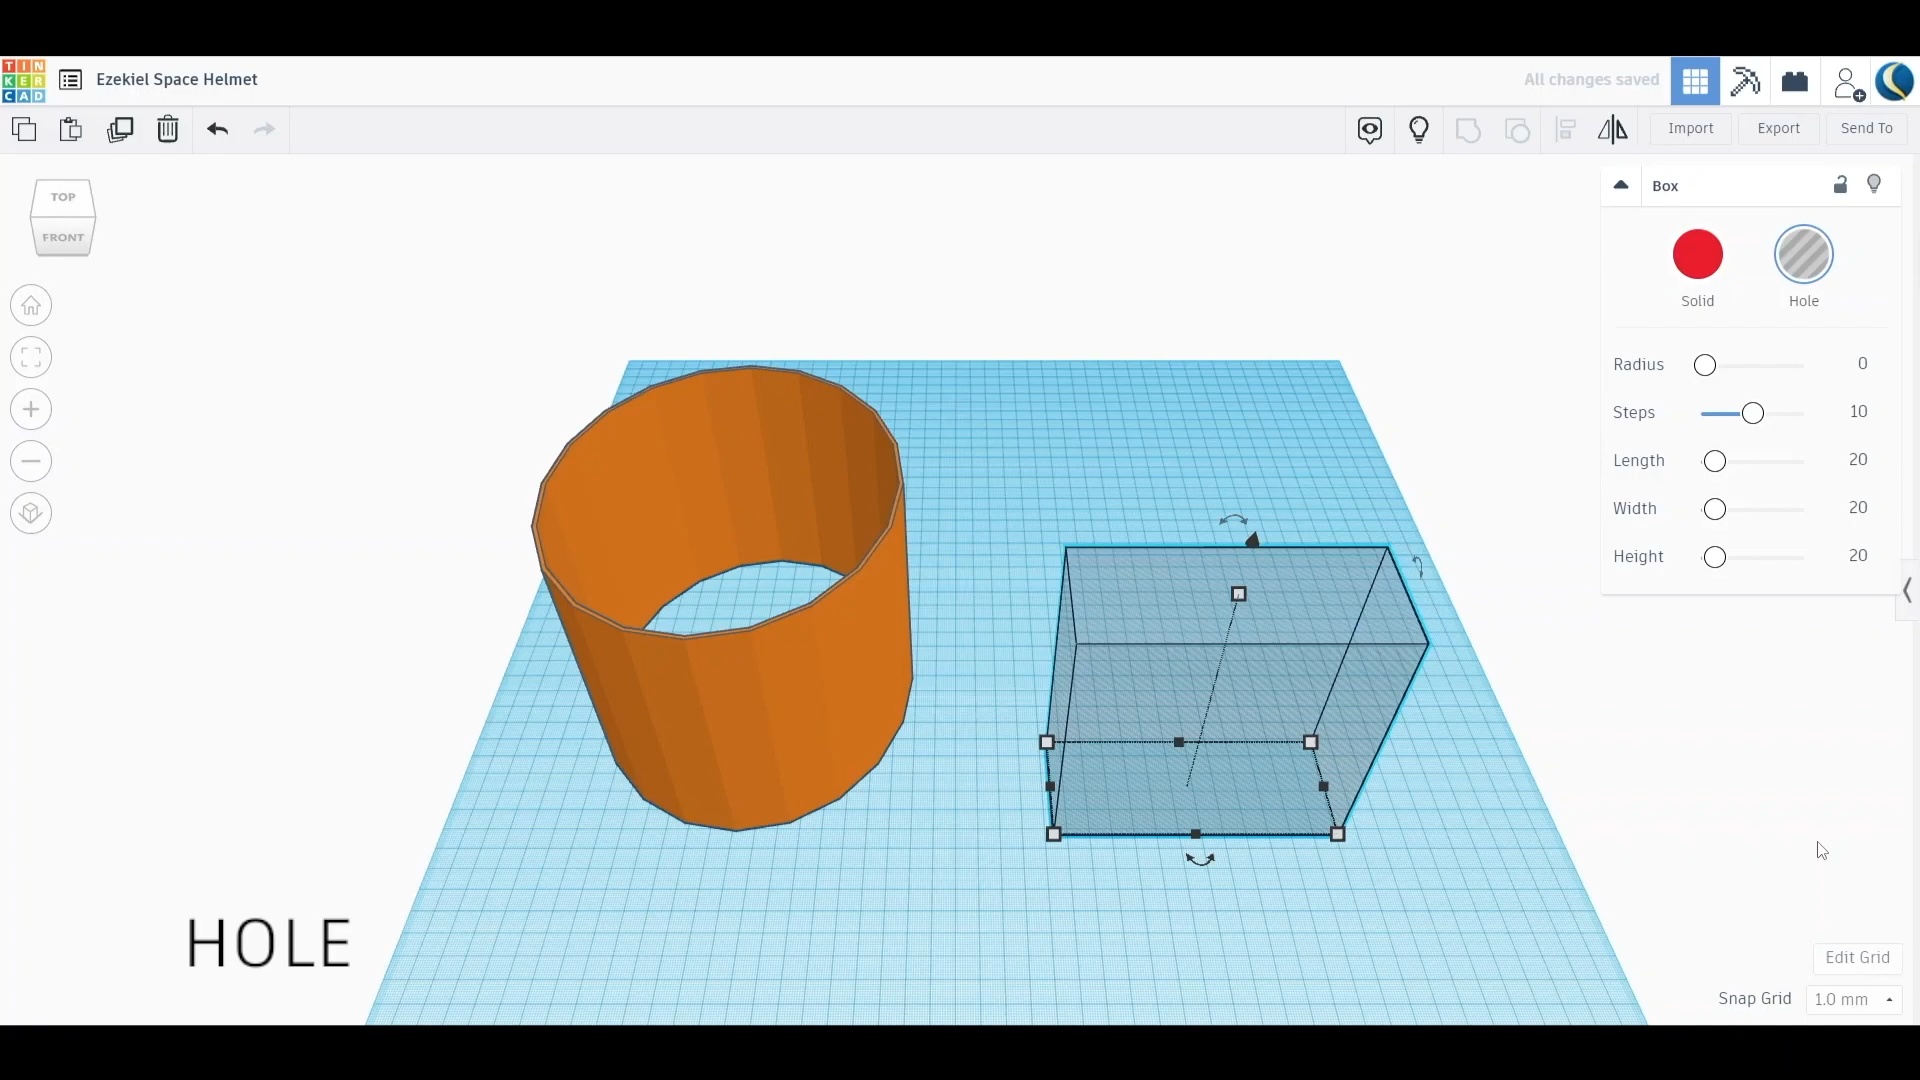 TIN
KER
CAD
Ezekiel Space Helmet
All changes saved
Import
Export
Send To
TOP
FRONT
Box
Solid
Hole
Radius 0
Steps 10
Length 20
Width 20
Height 20
HOLE
Edit Grid
Snap Grid 1.0 mm